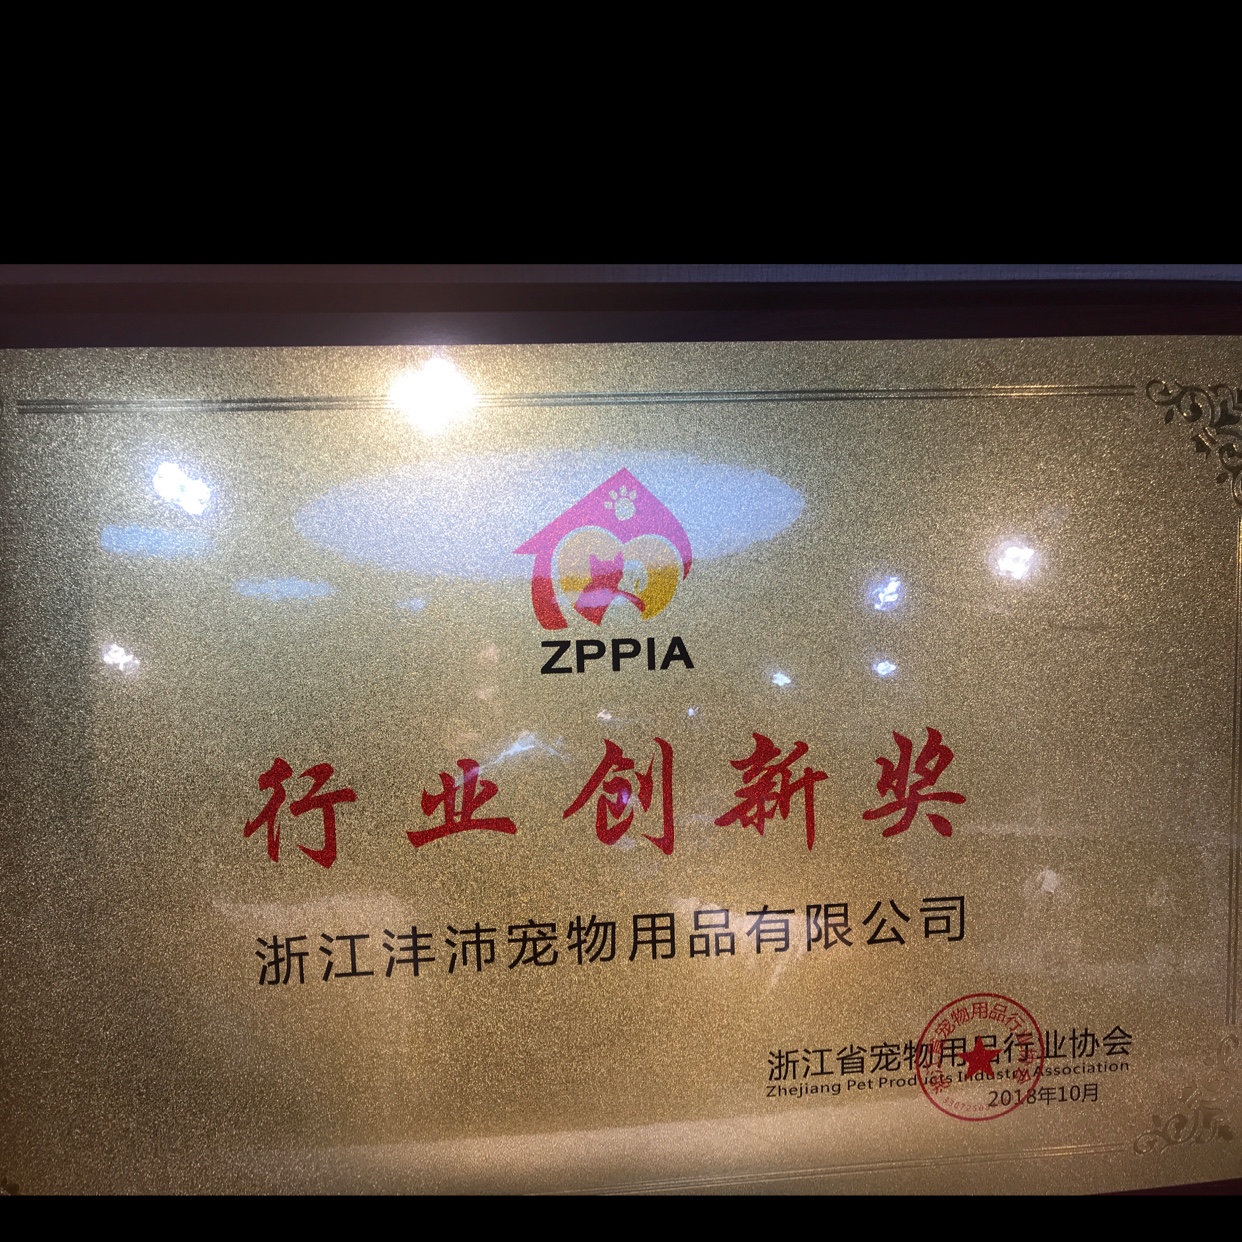 ZPPIA
行业创新奖
浙江沣沛宠物用品有限公司
浙江省宠物用品行业协会
Zhejiang Pet Products Industry Association
2018年10月